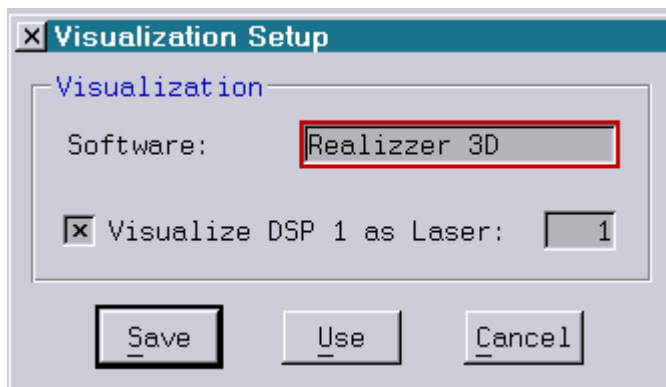 Visualization Setup
Visualization
Software: Realizzer 3D
Visualize DSP 1 as Laser: 1
Save Use Cancel